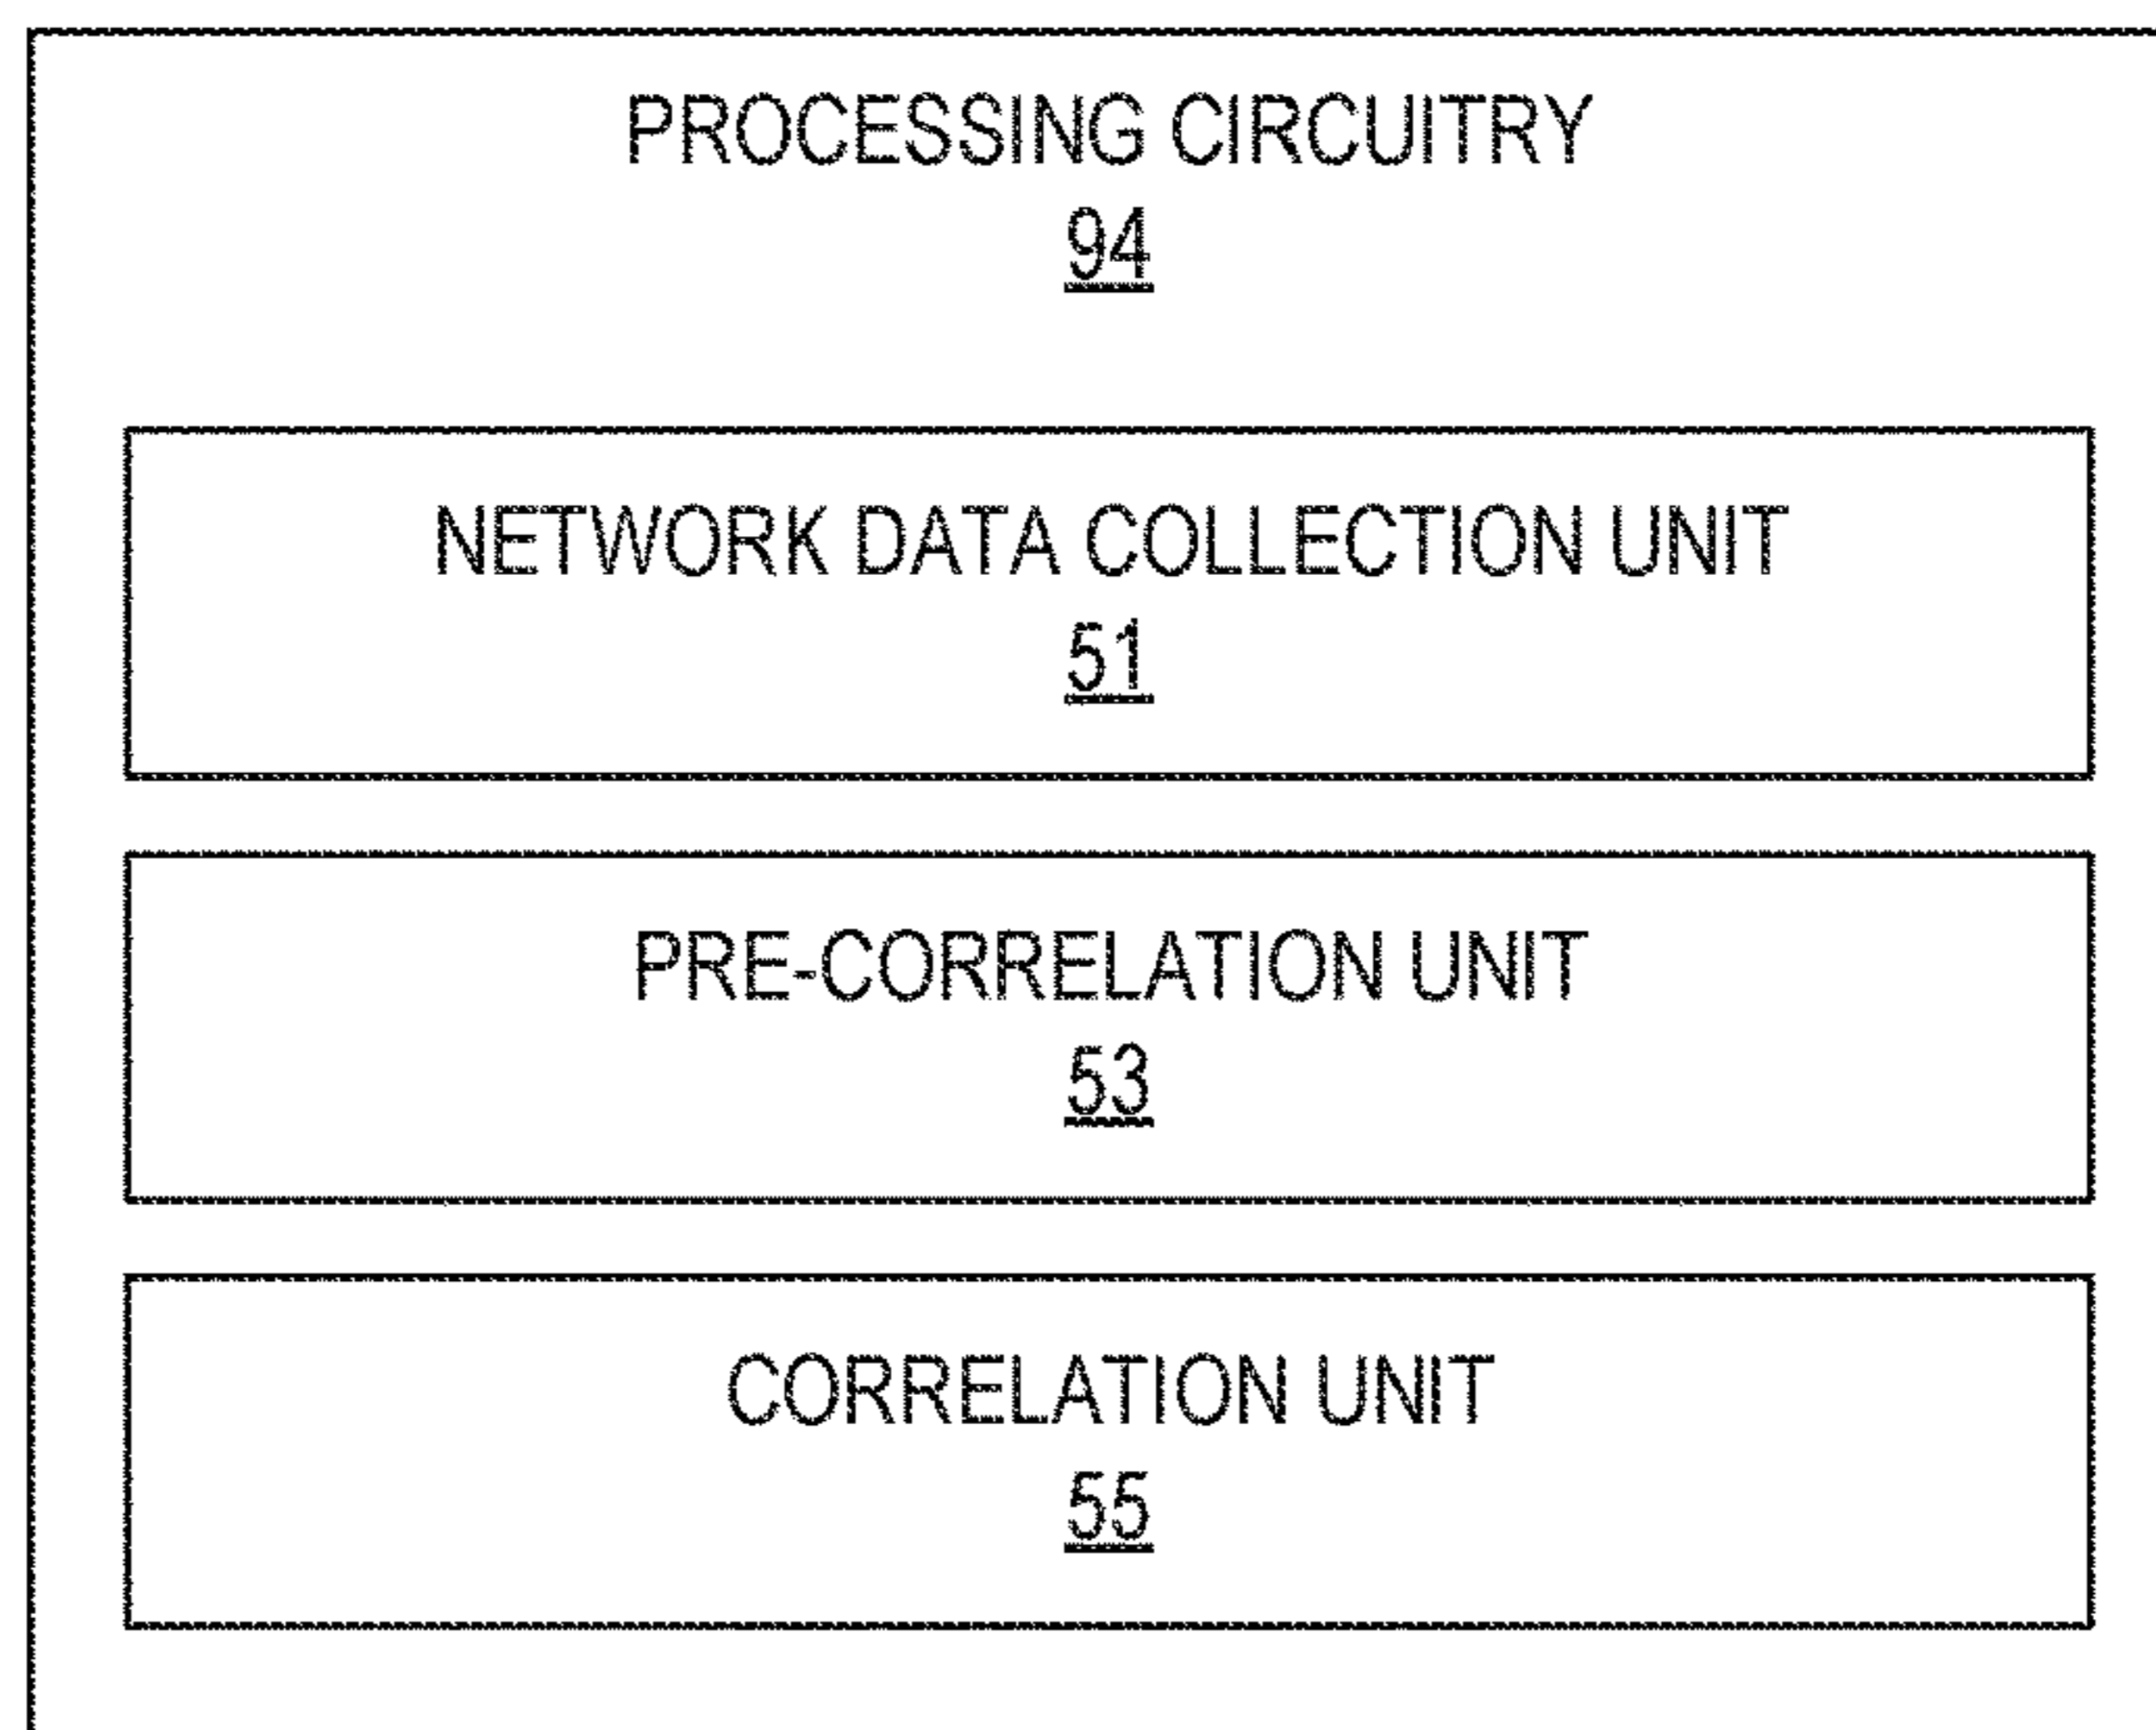 PROCESSING CIRCUITRY
94
NETWORK DATA COLLECTION UNIT
51
PRE-CORRELATION UNIT
53
CORRELATION UNIT
55